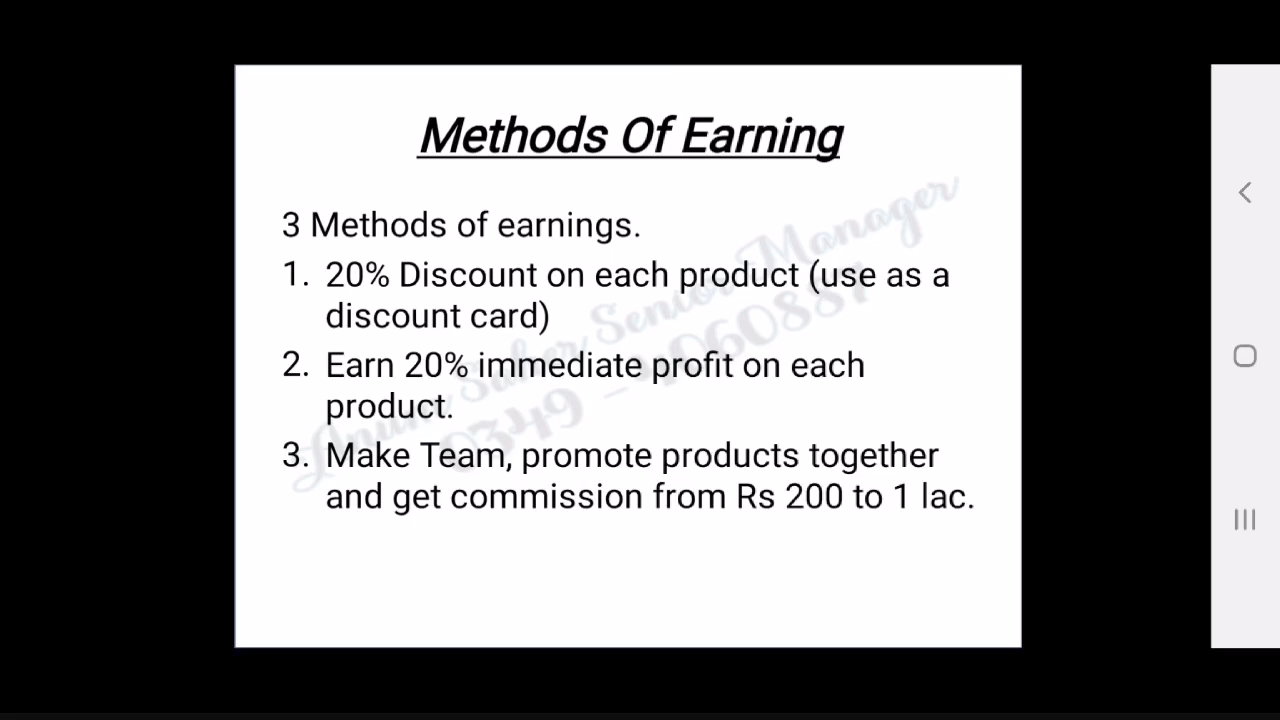 Methods Of Earning
3 Methods of earnings.
1. 20% Discount on each product (use as a
discount card)
2. Earn 20% immediate profit on each
product.
3. Make Team, promote products together
and get commission from Rs 200 to 1 lac.
Senior Manager